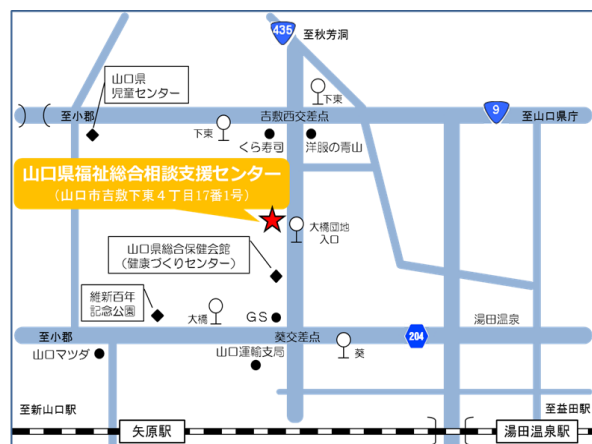 435
至秋芳洞
山口県
児童センター
下東
9
至小郡
吉敷西交差点
至山口県庁
下東
くら寿司
洋服の青山
山口県福祉総合相談支援センター
（山口市吉敷下東４丁目17番1号）
大橋団地
入口
山口県総合保健会館
（健康づくりセンター）
維新百年
記念公園
大橋
GS
湯田温泉
至小郡
葵交差点
204
山口マツダ
山口運輸支局
葵
至新山口駅
至益田駅
矢原駅
湯田温泉駅